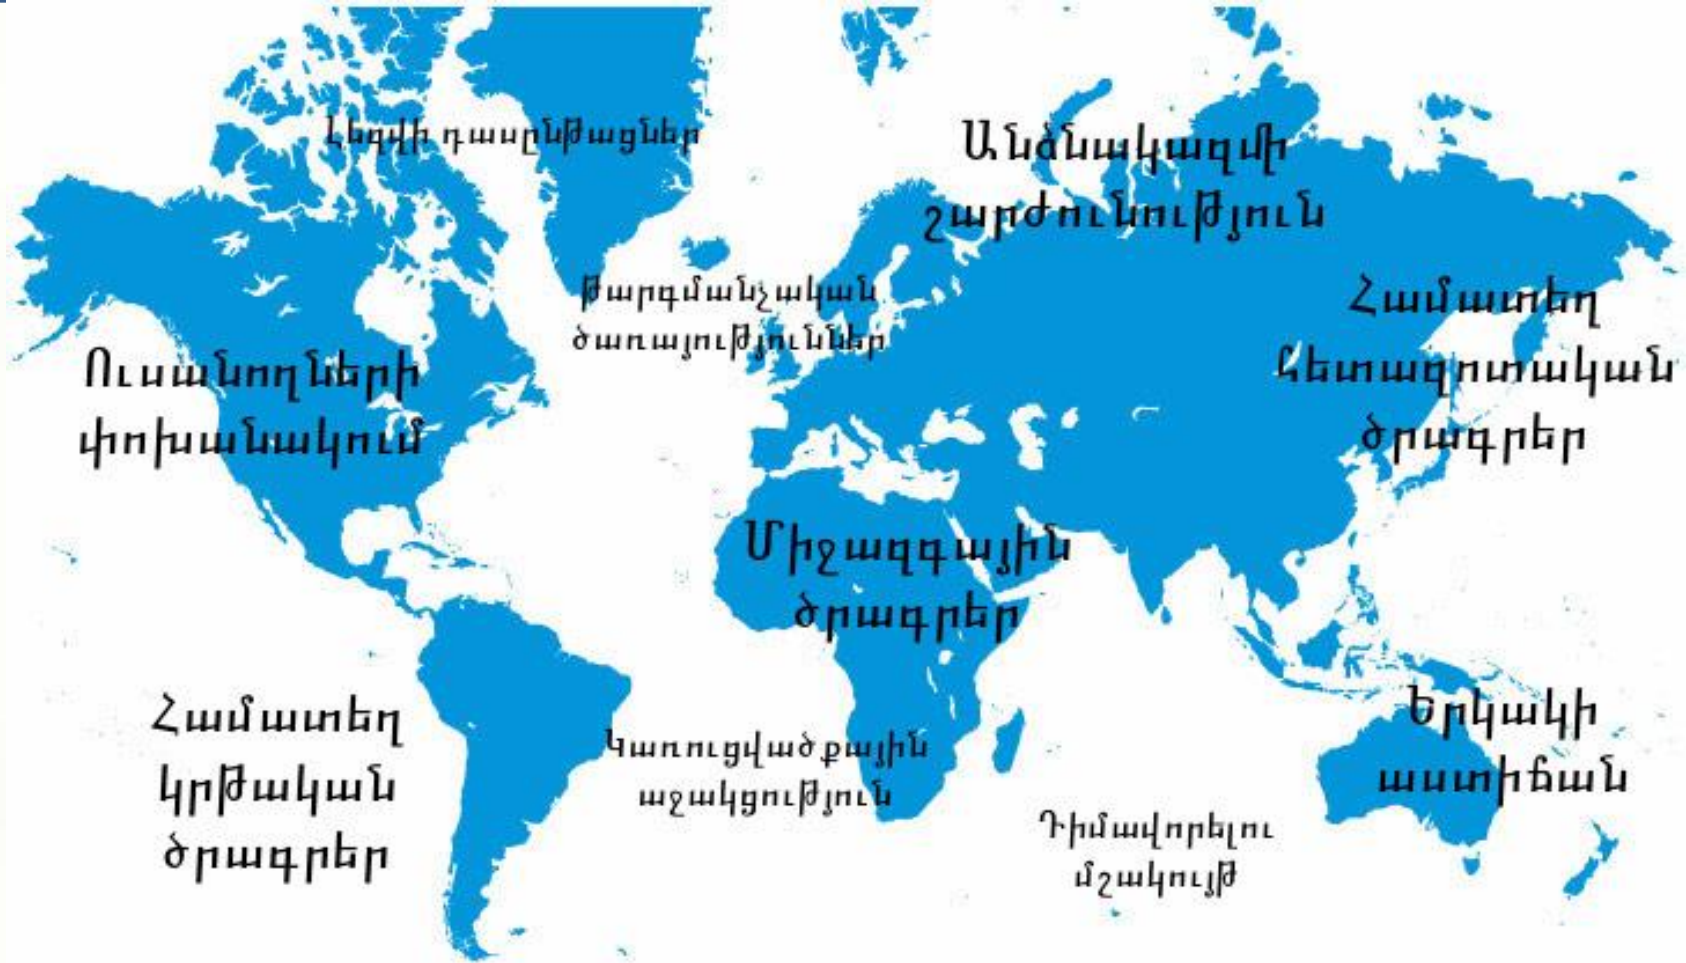 Լեզվի դասընթացներ
Անձնակազմի
շարժունություն
Թարգմանչական
ծառայություններ
Համատեղ
հետազոտական
ծրագրեր
Ուսանողների
փոխանակում
Միջազգային
ծրագրեր
Համատեղ
կրթական
ծրագրեր
Կառուցվածքային
աջակցություն
Երկակի
աստիճան
Դիմավորելու
մշակույթ